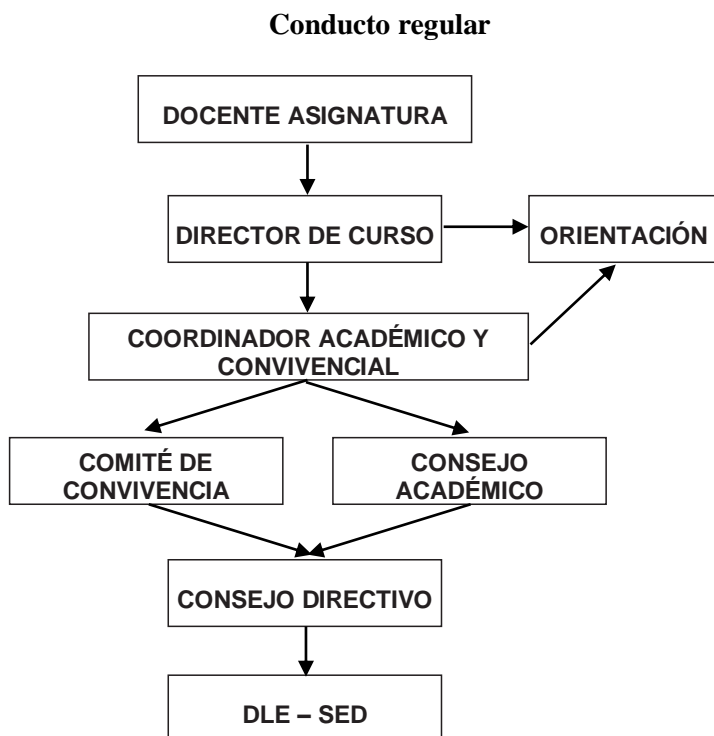 Conducto regular
DOCENTE ASIGNATURA
DIRECTOR DE CURSO
ORIENTACIÓN
COORDINADOR ACADÉMICO Y
CONVIVENCIAL
COMITÉ DE
CONVIVENCIA
CONSEJO
ACADÉMICO
CONSEJO DIRECTIVO
DLE – SED